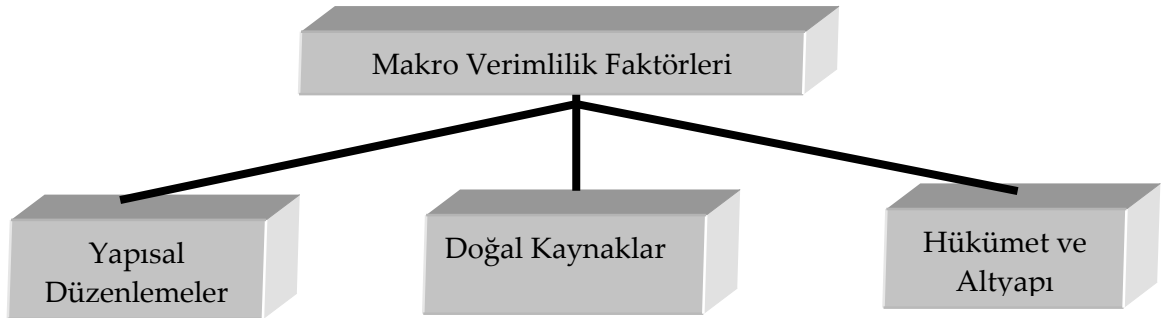 Makro Verimlilik Faktörleri
Yapısal
Düzenlemeler
Doğal Kaynaklar
Hükümet ve
Altyapı